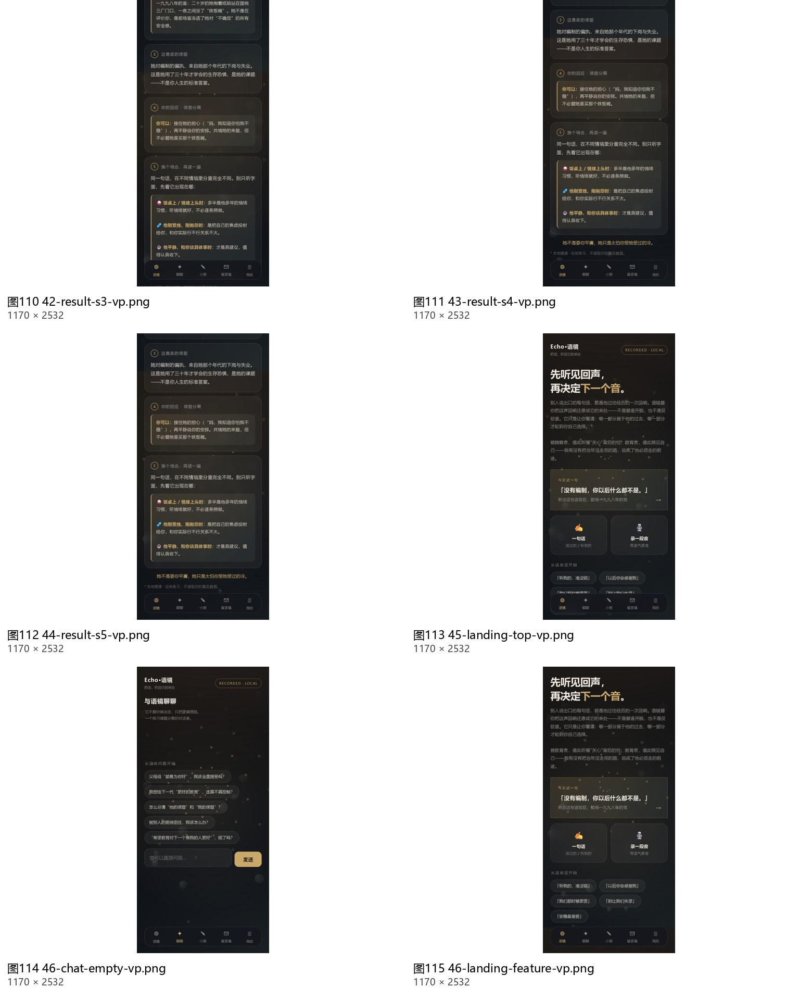 一九九八年的雪：二十岁的她抱着纸箱站在国棉
三厂门口，一夜之间没了“铁饭碗”。她不是在
评价你，是那场雪冻透了她对“不确定”的所有
安全感。
3 这是谁的课题
她对编制的偏执，来自她那个年代的下岗与失业。
这是她用了三十年才学会的生存恐惧，是她的课题
——不是你人生的标准答案。
4 你的回应 · 课题分离
你可以：接住她的担心（“妈，我知道你怕我不
稳”），再平静说你的安排。共情她的来路，但
不必替她重买那个铁饭碗。
5 换个场合，再读一遍
同一句话，在不同情境里分量完全不同。别只听字
面，先看它出现在哪：
饭桌上 / 情绪上头时：多半是他多年的情绪
习惯，听情绪就好，不必逐条照做。
他刚受挫、刚抱怨时：是把自己的焦虑投射
给你，和你实际行不行关系不大。
他平静、和你谈具体事时：才是真建议，值
得认真收下。
语镜 聊聊 小测 留言墙 我的
图110 42-result-s3-vp.png
1170 × 2532
3 这是谁的课题
她对编制的偏执，来自她那个年代的下岗与失业。
这是她用了三十年才学会的生存恐惧，是她的课题
——不是你人生的标准答案。
4 你的回应 · 课题分离
你可以：接住她的担心（“妈，我知道你怕我不
稳”），再平静说你的安排。共情她的来路，但
不必替她重买那个铁饭碗。
5 换个场合，再读一遍
同一句话，在不同情境里分量完全不同。别只听字
面，先看它出现在哪：
饭桌上 / 情绪上头时：多半是他多年的情绪
习惯，听情绪就好，不必逐条照做。
他刚受挫、刚抱怨时：是把自己的焦虑投射
给你，和你实际行不行关系不大。
他平静、和你谈具体事时：才是真建议，值
得认真收下。
她不是要你平庸，她只是太怕你受她受过的冷。
* 本地推演 · 仅供练习，不读取你的真实数据。
语镜 聊聊 小测 留言墙 我的
图111 43-result-s4-vp.png
1170 × 2532
3 这是谁的课题
她对编制的偏执，来自她那个年代的下岗与失业。
这是她用了三十年才学会的生存恐惧，是她的课题
——不是你人生的标准答案。
4 你的回应 · 课题分离
你可以：接住她的担心（“妈，我知道你怕我不
稳”），再平静说你的安排。共情她的来路，但
不必替她重买那个铁饭碗。
5 换个场合，再读一遍
同一句话，在不同情境里分量完全不同。别只听字
面，先看它出现在哪：
饭桌上 / 情绪上头时：多半是他多年的情绪
习惯，听情绪就好，不必逐条照做。
他刚受挫、刚抱怨时：是把自己的焦虑投射
给你，和你实际行不行关系不大。
他平静、和你谈具体事时：才是真建议，值
得认真收下。
她不是要你平庸，她只是太怕你受她受过的冷。
* 本地推演 · 仅供练习，不读取你的真实数据。
语镜 聊聊 小测 留言墙 我的
图112 44-result-s5-vp.png
1170 × 2532
Echo•语镜
把话，听回它的来处
RECORDED · LOCAL
先听见回声，
再决定下一个音。
别人说出口的每句话，都是他过往经历的一次回响。语镜替
你把这声回响还原成它的来处——不是替谁开脱，也不是反
驳谁。它只是让你看清：哪一部分属于他的过去，哪一部分
才轮到你自己选择。
被教育者，借此听懂“关心”背后的怕；教育者，借此照见自
己——我有没有把当年没走完的路，说成了他必须走的前
途。
今天试一句
「没有编制，你以后什么都不是。」
听出这句话背后，那场一九九八年的雪
→
一句话
说过的 / 听到的
录一段音
带语气更准
从这些话开始
「听我的，准没错」 「以后你会感谢我」
「我们那时候更苦」 「别让我们失望」
语镜 聊聊 小测 留言墙 我的
图113 45-landing-top-vp.png
1170 × 2532
Echo•语镜
把话，听回它的来处
RECORDED · LOCAL
与语镜聊聊
它不替你做决定，只把逻辑理顺。
一个练习课题分离的对话者。
从这些问题开始
父母说“都是为你好”，我该全盘接受吗？
我想给下一代“更好的教育”，这算不算控制？
怎么分清“他的课题”和“我的课题”？
被别人的期待困住，我该怎么办？
“希望教育对下一个像我的人更好”，错了吗？
也可以直接问我…
发送
语镜 聊聊 小测 留言墙 我的
图114 46-chat-empty-vp.png
1170 × 2532
先听见回声，
再决定下一个音。
别人说出口的每句话，都是他过往经历的一次回响。语镜替
你把这声回响还原成它的来处——不是替谁开脱，也不是反
驳谁。它只是让你看清：哪一部分属于他的过去，哪一部分
才轮到你自己选择。
被教育者，借此听懂“关心”背后的怕；教育者，借此照见自
己——我有没有把当年没走完的路，说成了他必须走的前
途。
今天试一句
「没有编制，你以后什么都不是。」
听出这句话背后，那场一九九八年的雪
→
一句话
说过的 / 听到的
录一段音
带语气更准
从这些话开始
「听我的，准没错」 「以后你会感谢我」
「我们那时候更苦」 「别让我们失望」
「安稳最重要」
语镜 聊聊 小测 留言墙 我的
图115 46-landing-feature-vp.png
1170 × 2532